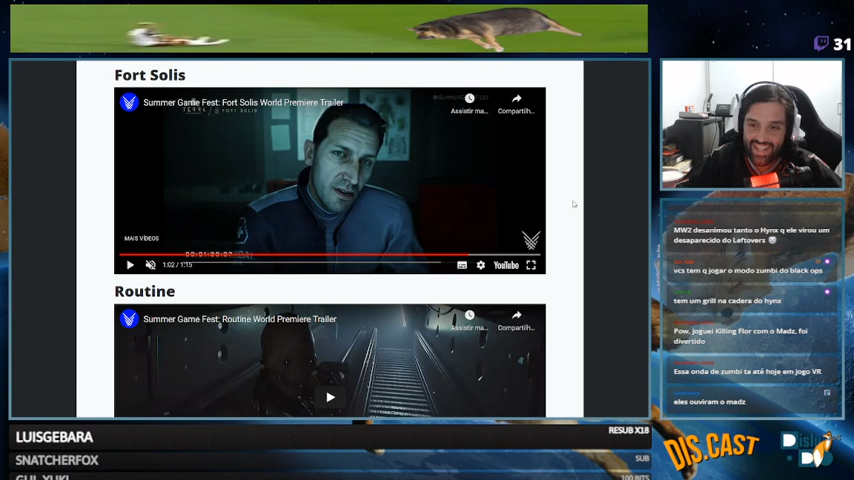 31
Fort Solis
Summer Game Fest: Fort Solis World Premiere Trailer
Assistir ma...
Compartilh...
MAIS VÍDEOS
1:02 / 1:15
YouTube
Routine
Summer Game Fest: Routine World Premiere Trailer
Assistir ma...
Compartilh...
MW2 desanimou tanto o Hynx q ele virou um
desaparecido do Leftovers
vcs tem q jogar o modo zumbi do black ops
tem um grill na cadera do hynx
Pow, joguei Killing Flor com o Madz, foi
divertido
Essa onda de zumbi ta até hoje em jogo VR
eles ouviram o madz
LUISGEBARA
RESUB X18
SNATCHERFOX
SUB
100 BITS
DIS.CAST